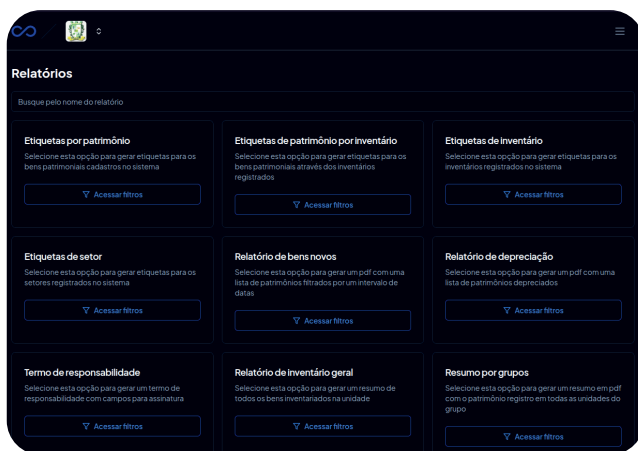 Relatórios
Busque pelo nome do relatório
Etiquetas por patrimônio
Selecione esta opção para gerar etiquetas para os
bens patrimoniais cadastros no sistema
Acessar filtros
Etiquetas de patrimônio por inventário
Selecione esta opção para gerar etiquetas para os
bens patrimoniais através dos inventários
registrados
Acessar filtros
Etiquetas de inventário
Selecione esta opção para gerar etiquetas para os
inventários registrados no sistema
Acessar filtros
Etiquetas de setor
Selecione esta opção para gerar etiquetas para os
setores registrados no sistema
Acessar filtros
Relatório de bens novos
Selecione esta opção para gerar um pdf com uma
lista de patrimônios filtrados por um intervalo de
datas
Acessar filtros
Relatório de depreciação
Selecione esta opção para gerar um pdf com uma
lista de patrimônios depreciados
Acessar filtros
Termo de responsabilidade
Selecione esta opção para gerar um termo de
responsabilidade com campos para assinatura
Acessar filtros
Relatório de inventário geral
Selecione esta opção para gerar um resumo de
todos os bens inventariados na unidade
Acessar filtros
Resumo por grupos
Selecione esta opção para gerar um resumo em pdf
com o patrimônio registro em todas as unidades do
grupo
Acessar filtros